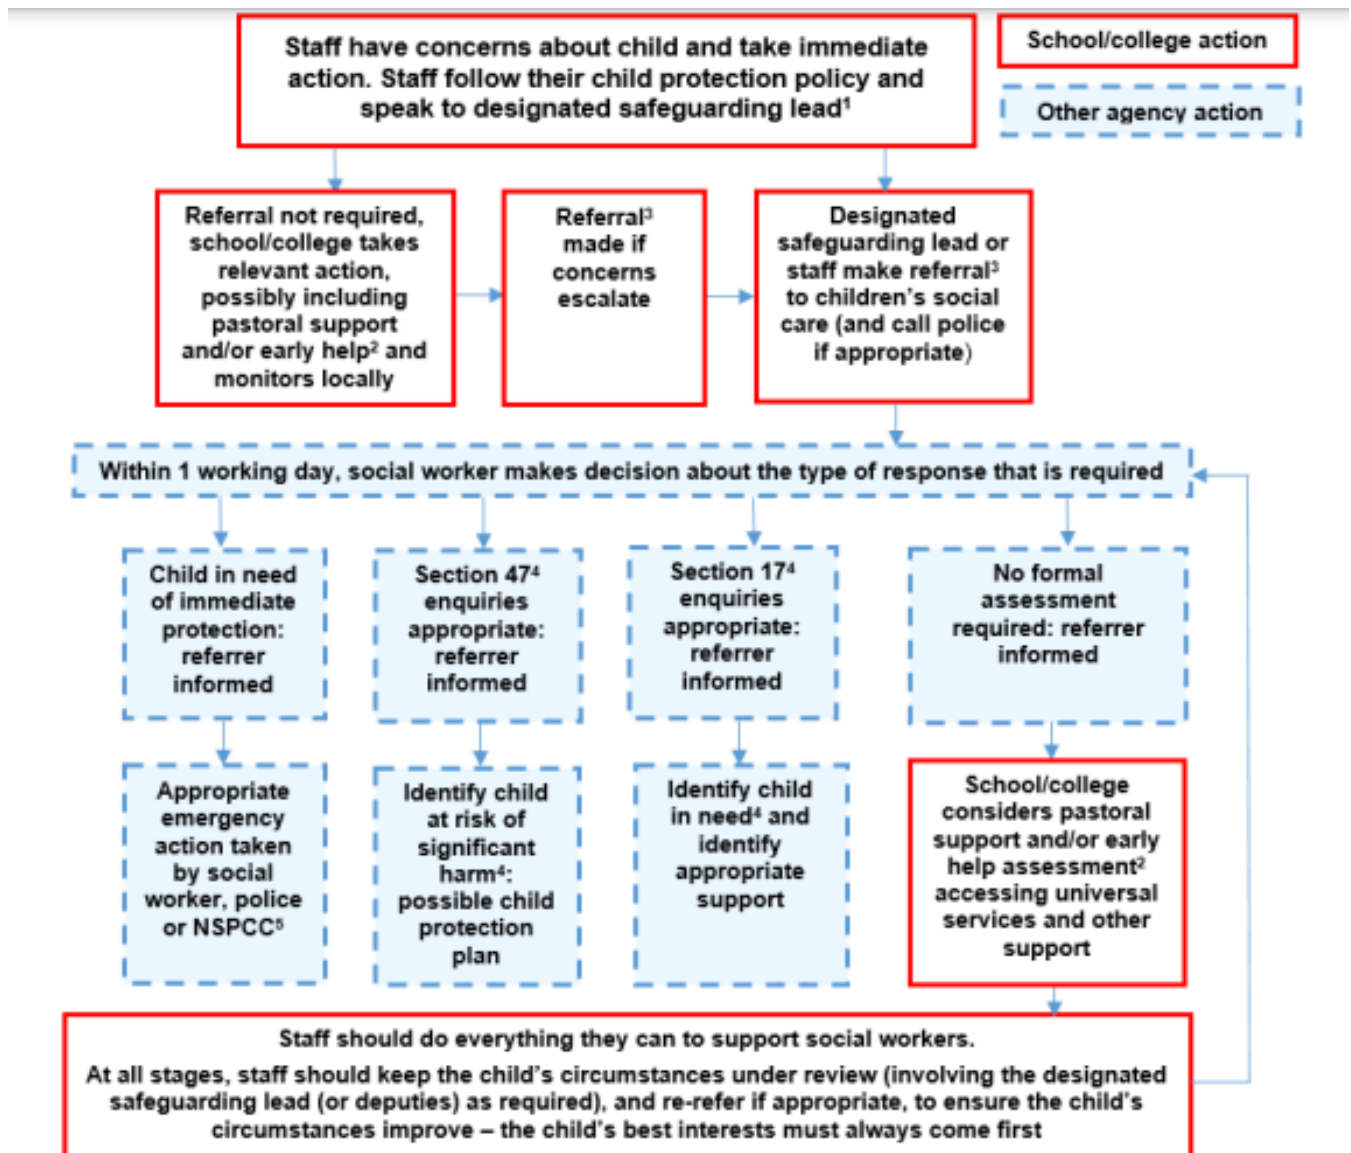 Staff have concerns about child and take immediate
action. Staff follow their child protection policy and
speak to designated safeguarding lead¹
School/college action
Other agency action
Referral not required,
school/college takes
relevant action,
possibly including
pastoral support
and/or early help² and
monitors locally
Referral³
made if
concerns
escalate
Designated
safeguarding lead or
staff make referral³
to children’s social
care (and call police
if appropriate)
Within 1 working day, social worker makes decision about the type of response that is required
Child in need
of immediate
protection:
referrer
informed
Section 47⁴
enquiries
appropriate:
referrer
informed
Section 17⁴
enquiries
appropriate:
referrer
informed
No formal
assessment
required: referrer
informed
Appropriate
emergency
action taken
by social
worker, police
or NSPCC⁵
Identify child
at risk of
significant
harm⁴:
possible child
protection
plan
Identify child
in need⁴ and
identify
appropriate
support
School/college
considers pastoral
support and/or early
help assessment²
accessing universal
services and other
support
Staff should do everything they can to support social workers.
At all stages, staff should keep the child’s circumstances under review (involving the designated
safeguarding lead (or deputies) as required), and re-refer if appropriate, to ensure the child’s
circumstances improve – the child’s best interests must always come first